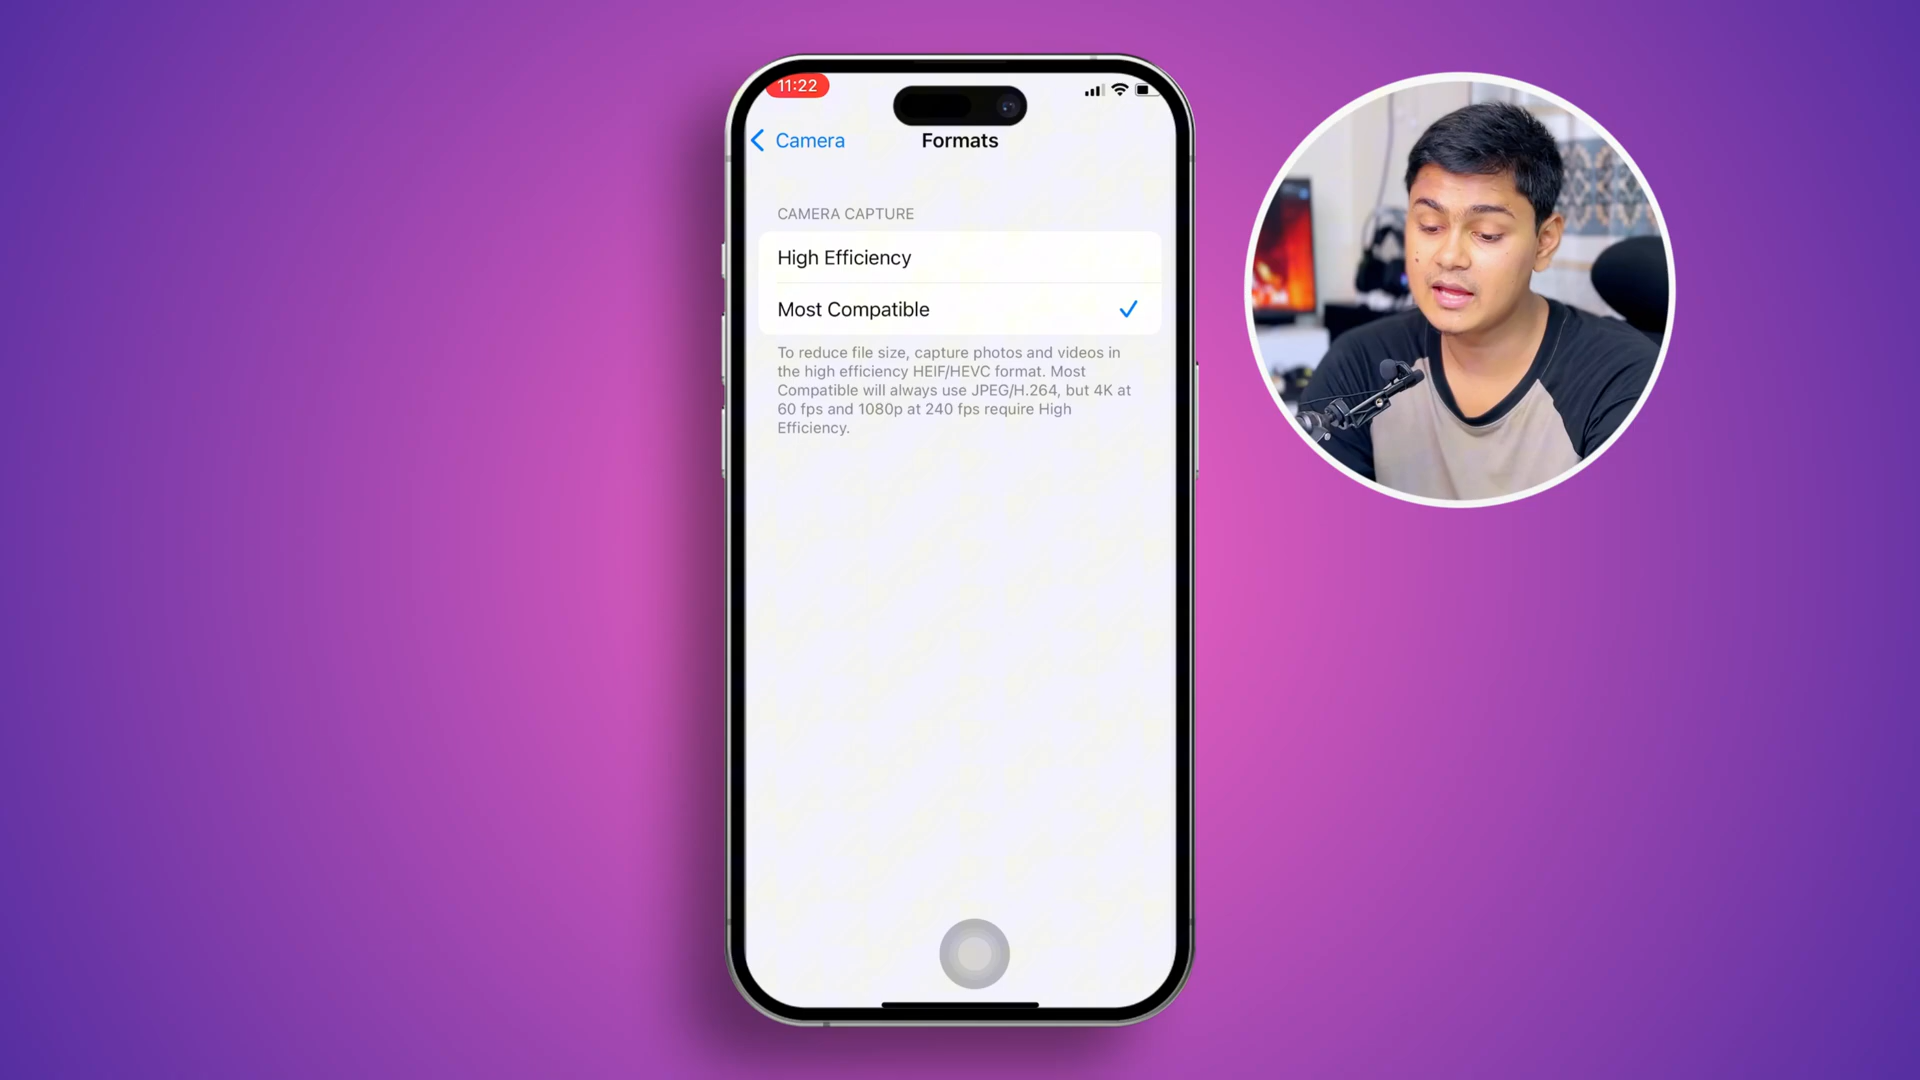 11:22
Camera
Formats
CAMERA CAPTURE
High Efficiency
Most Compatible
To reduce file size, capture photos and videos in
the high efficiency HEIF/HEVC format. Most
Compatible will always use JPEG/H.264, but 4K at
60 fps and 1080p at 240 fps require High
Efficiency.